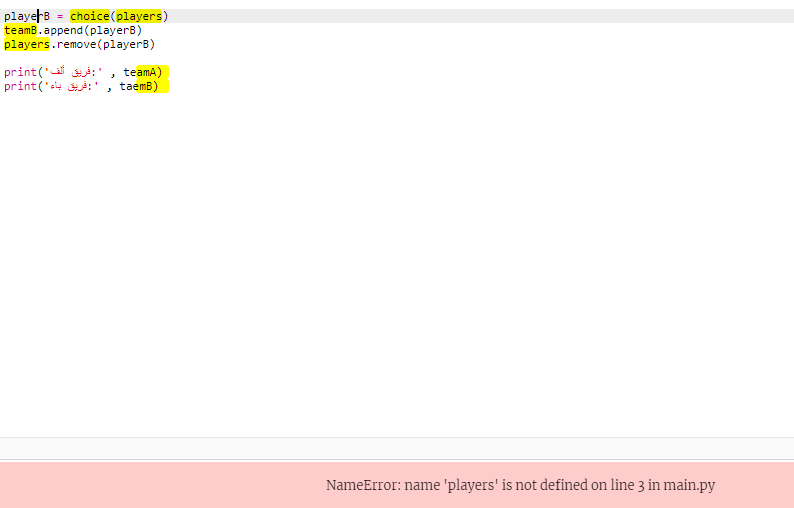 playerB = choice(players)
teamB.append(playerB)
players.remove(playerB)
print('فريق ألف:' , teamA)
print('فريق باء:' , taemB)
NameError: name 'players' is not defined on line 3 in main.py